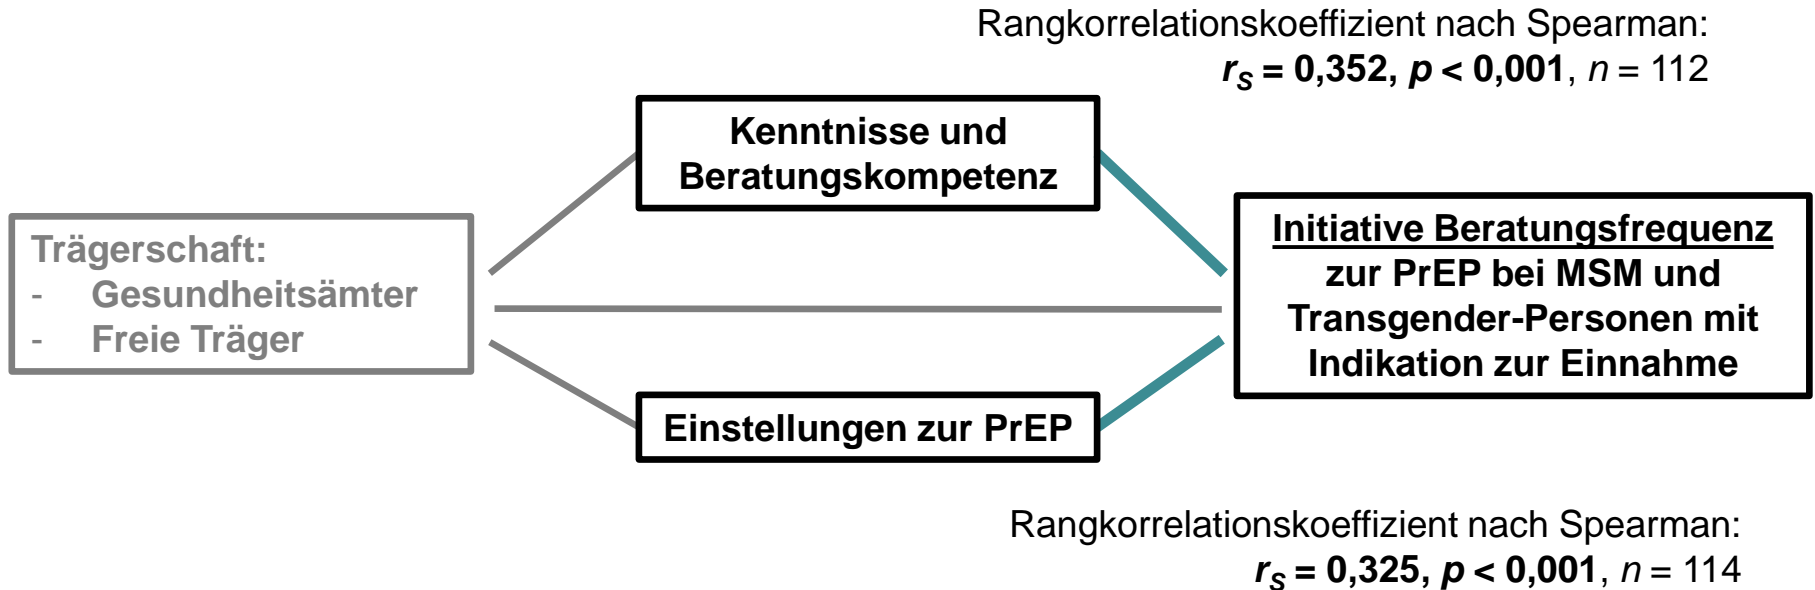 Rangkorrelationskoeffizient nach Spearman:
r_S = 0,352, p < 0,001, n = 112
Kenntnisse und
Beratungskompetenz
Trägerschaft:
- Gesundheitsämter
- Freie Träger
Initiative Beratungsfrequenz
zur PrEP bei MSM und
Transgender-Personen mit
Indikation zur Einnahme
Einstellungen zur PrEP
Rangkorrelationskoeffizient nach Spearman:
r_S = 0,325, p < 0,001, n = 114